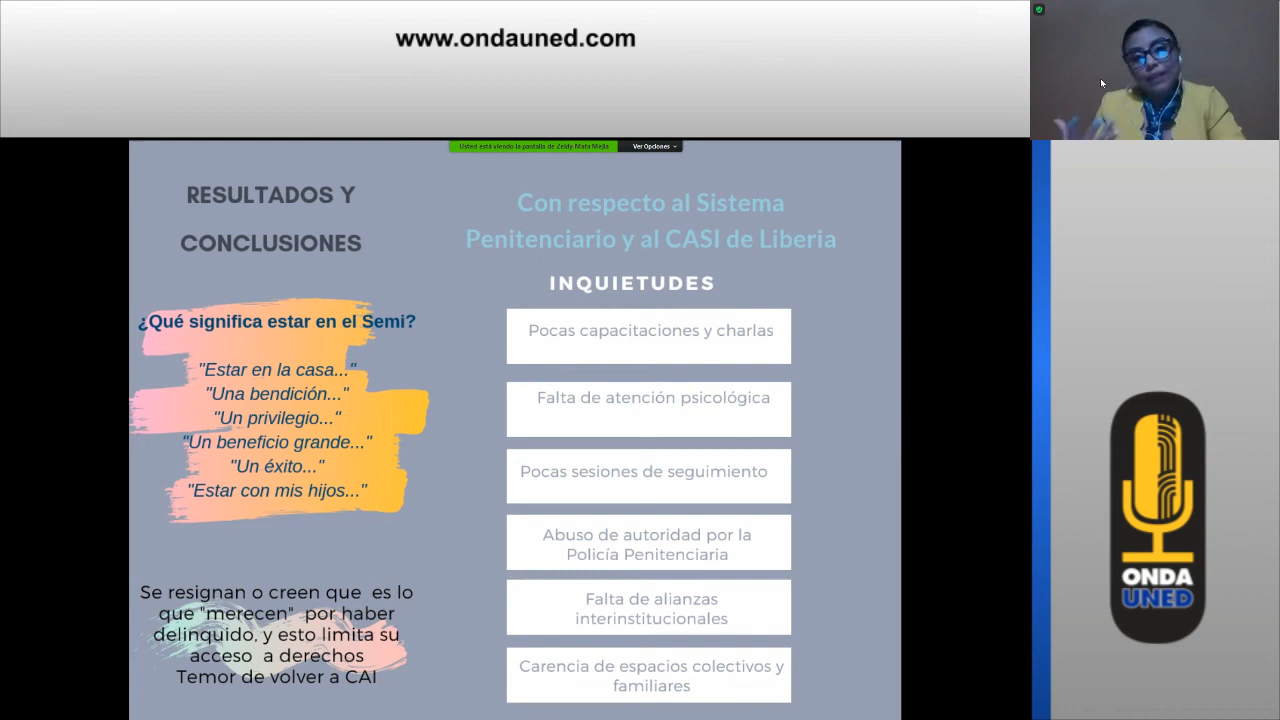 www.ondauned.com
Usted está viendo la pantalla de Zeidy Mata Mejia
Ver Opciones
RESULTADOS Y
CONCLUSIONES
¿Qué significa estar en el Semi?
"Estar en la casa..."
"Una bendición..."
"Un privilegio..."
"Un beneficio grande..."
"Un éxito..."
"Estar con mis hijos..."
Se resignan o creen que es lo
que "merecen" por haber
delinquido, y esto limita su
acceso a derechos
Temor de volver a CAI
Con respecto al Sistema
Penitenciario y al CASI de Liberia
INQUIETUDES
Pocas capacitaciones y charlas
Falta de atención psicológica
Pocas sesiones de seguimiento
Abuso de autoridad por la
Policía Penitenciaria
Falta de alianzas
interinstitucionales
Carencia de espacios colectivos y
familiares
ONDA
UNED